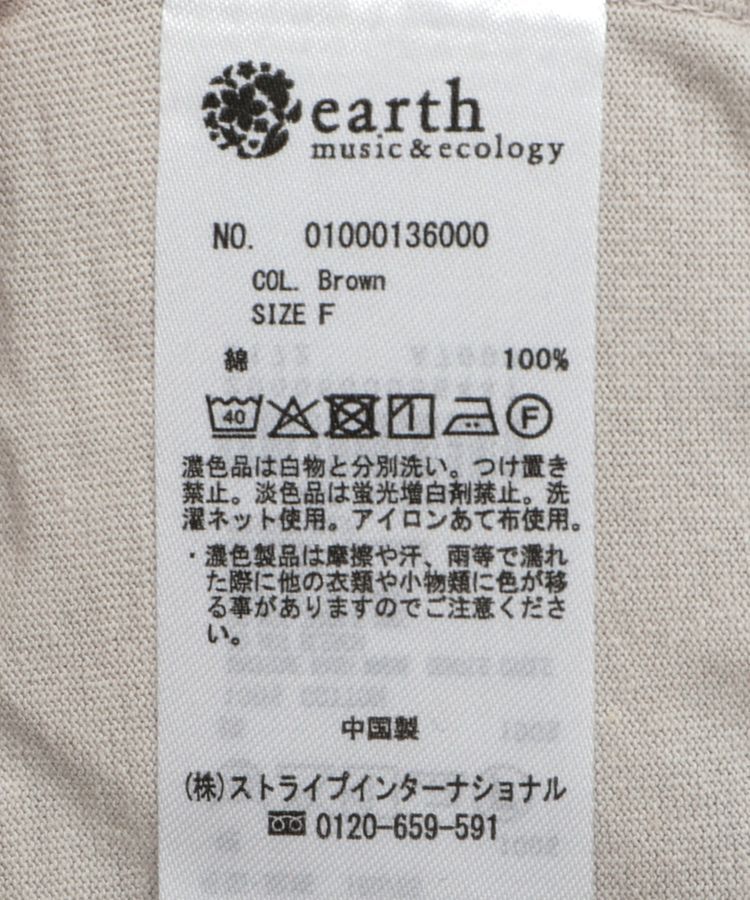 earth
music & ecology
NO. 01000136000
COL. Brown
SIZE F
綿 100%
40 F
濃色品は白物と分別洗い。つけ置き
禁止。淡色品は蛍光増白剤禁止。洗
濯ネット使用。アイロンあて布使用。
・濃色製品は摩擦や汗、雨等で濡れ
た際に他の衣類や小物類に色が移
る事がありますのでご注意くださ
い。
中国製
(株)ストライプインターナショナル
0120-659-591